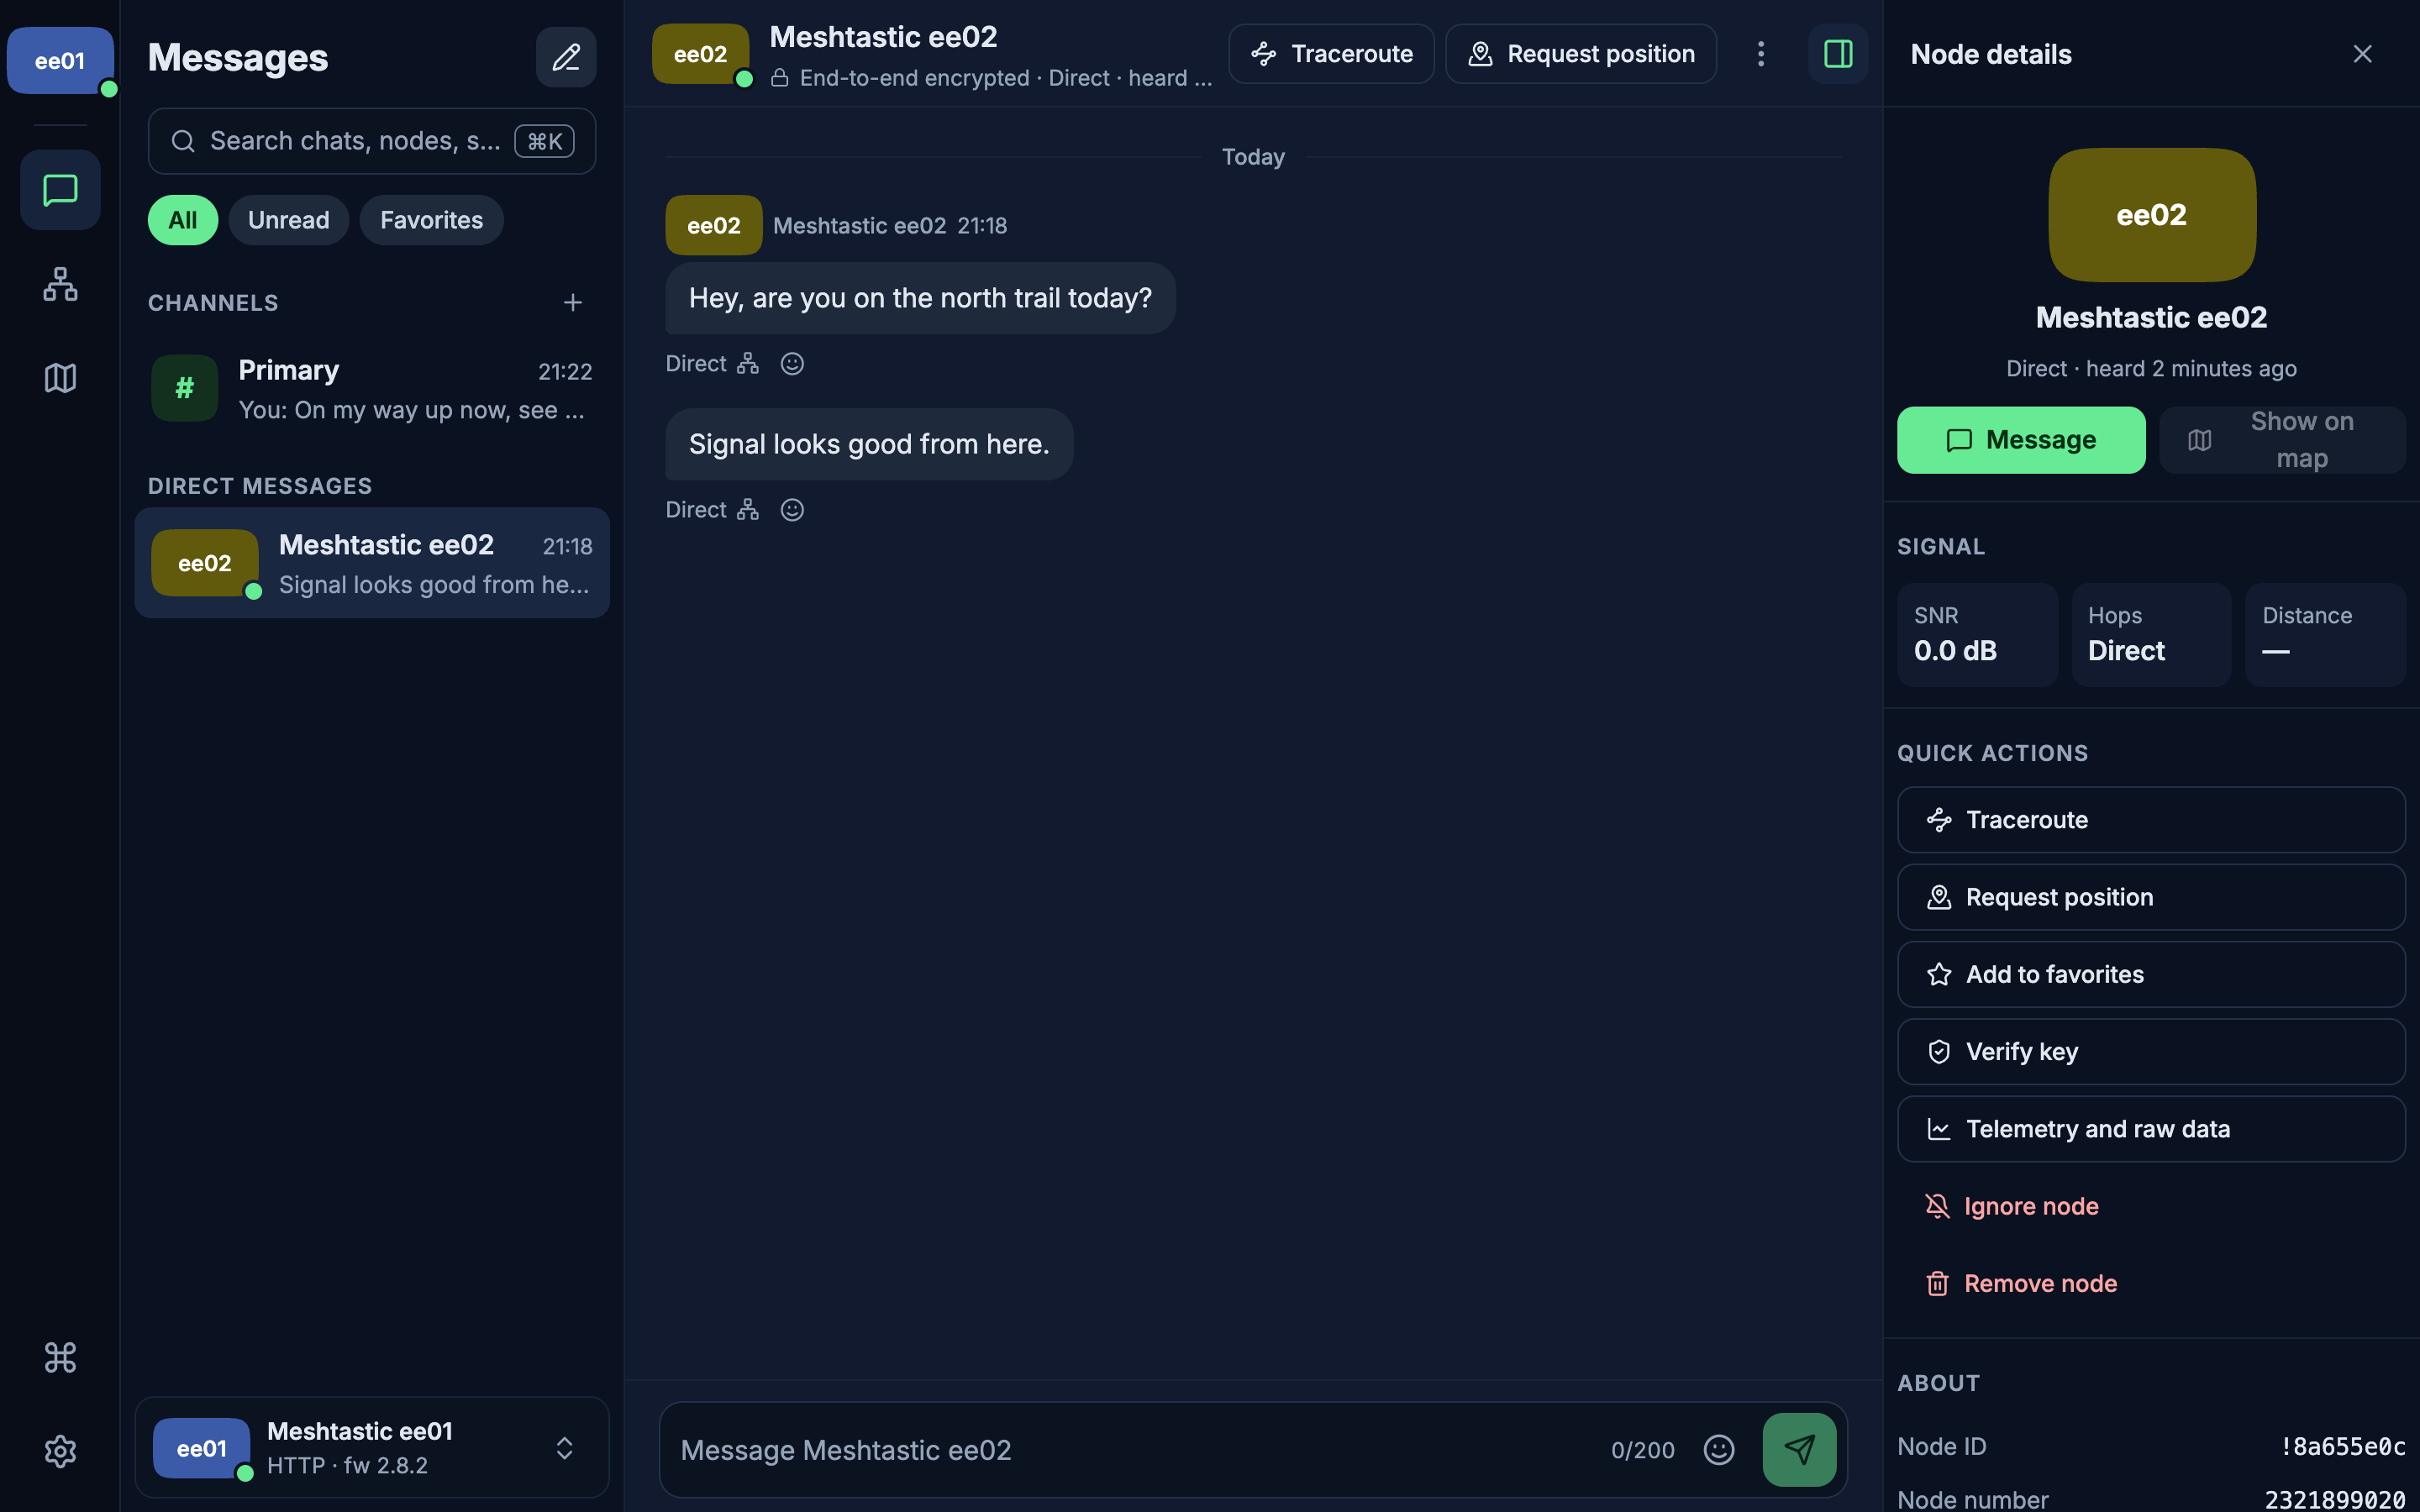 ee01
Messages
Search chats, nodes, s...
⌘K
All
Unread
Favorites
CHANNELS
#
Primary
21:22
You: On my way up now, see ...
DIRECT MESSAGES
ee02
Meshtastic ee02
21:18
Signal looks good from he...
ee01
Meshtastic ee01
HTTP · fw 2.8.2
ee02
Meshtastic ee02
End-to-end encrypted · Direct · heard ...
Traceroute
Request position
Today
ee02
Meshtastic ee02 21:18
Hey, are you on the north trail today?
Direct
Signal looks good from here.
Direct
Message Meshtastic ee02
0/200
Node details
ee02
Meshtastic ee02
Direct · heard 2 minutes ago
Message
Show on
map
SIGNAL
SNR
0.0 dB
Hops
Direct
Distance
—
QUICK ACTIONS
Traceroute
Request position
Add to favorites
Verify key
Telemetry and raw data
Ignore node
Remove node
ABOUT
Node ID
!8a655e0c
Node number
2321899020